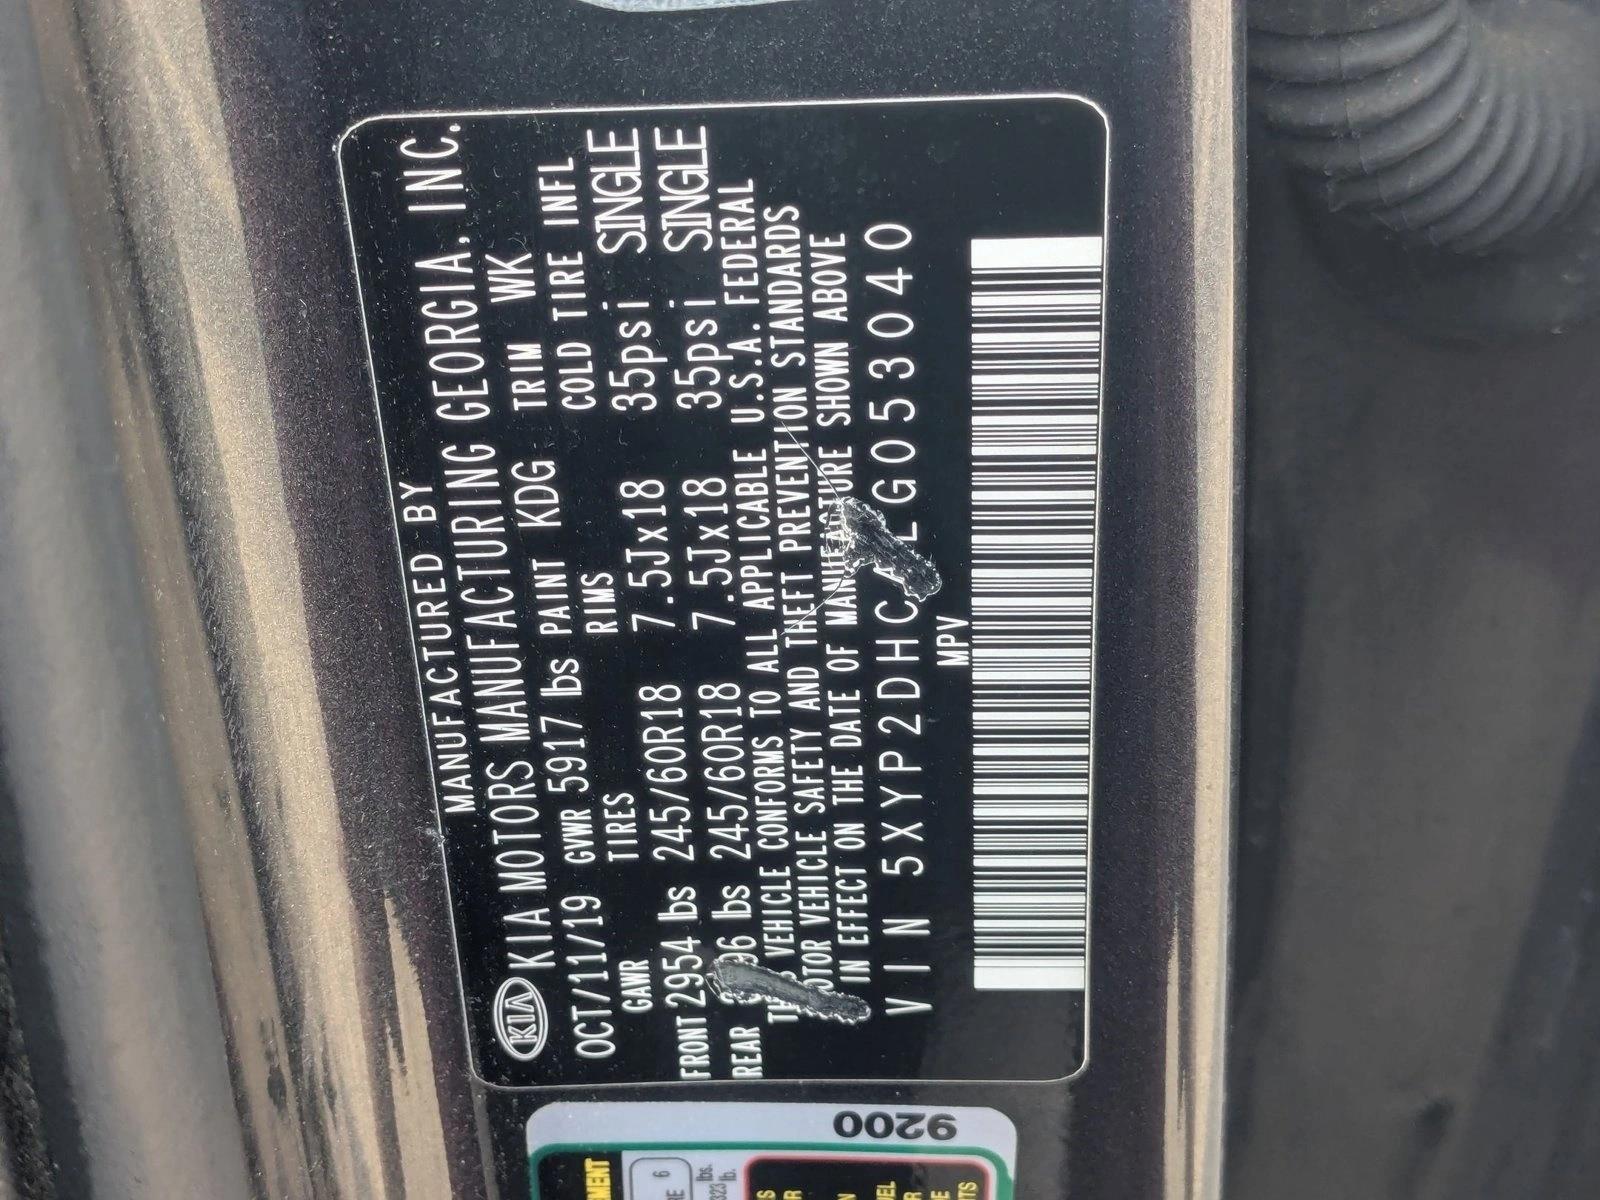 MANUFACTURED BY
KIA KIA MOTORS MANUFACTURING GEORGIA, INC.
OCT/11/19 GVWR 5917 lbs PAINT KDG TRIM WK
GAWR TIRES RIMS COLD TIRE INFL
FRONT 2954 lbs 245/60R18 7.5Jx18 35psi SINGLE
REAR lbs 245/60R18 7.5Jx18 35psi SINGLE
THIS VEHICLE CONFORMS TO ALL APPLICABLE U.S.A. FEDERAL
MOTOR VEHICLE SAFETY AND THEFT PREVENTION STANDARDS
IN EFFECT ON THE DATE OF MANUFACTURE SHOWN ABOVE
VIN 5XYP2DHC LG053040
MPV
9200